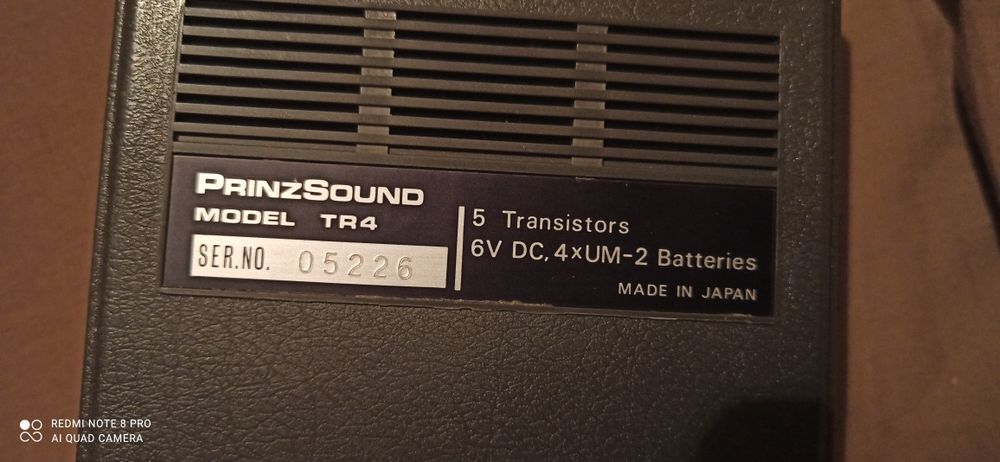 PRINZSOUND
MODEL TR4
SER.NO. 05226
5 Transistors
6V DC, 4×UM-2 Batteries
MADE IN JAPAN
REDMI NOTE 8 PRO
AI QUAD CAMERA